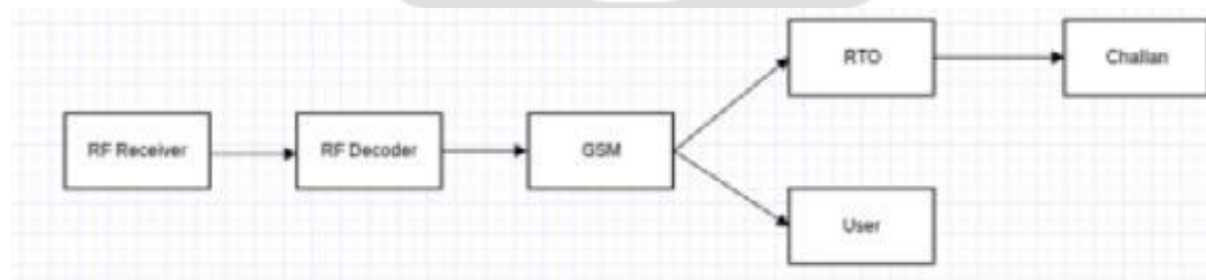 RTO
Challan
RF Receiver
RF Decoder
GSM
User